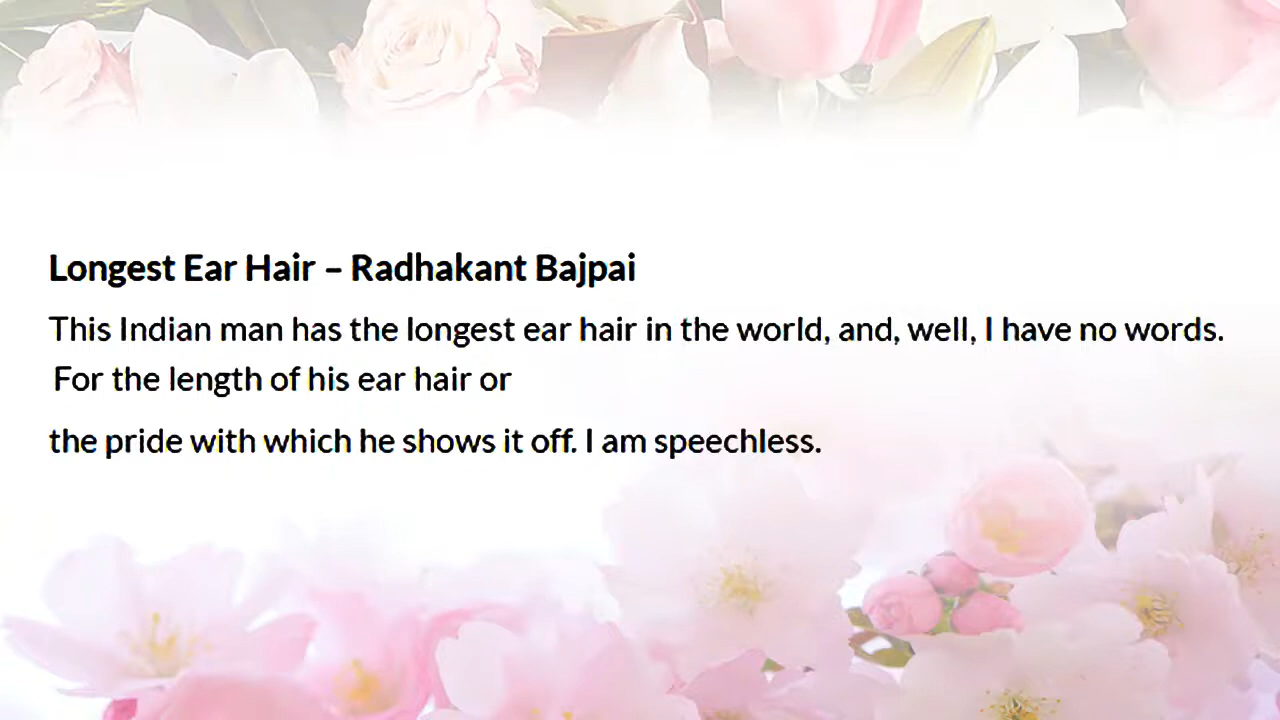 Longest Ear Hair – Radhakant Bajpai
This Indian man has the longest ear hair in the world, and, well, I have no words.
For the length of his ear hair or
the pride with which he shows it off. I am speechless.